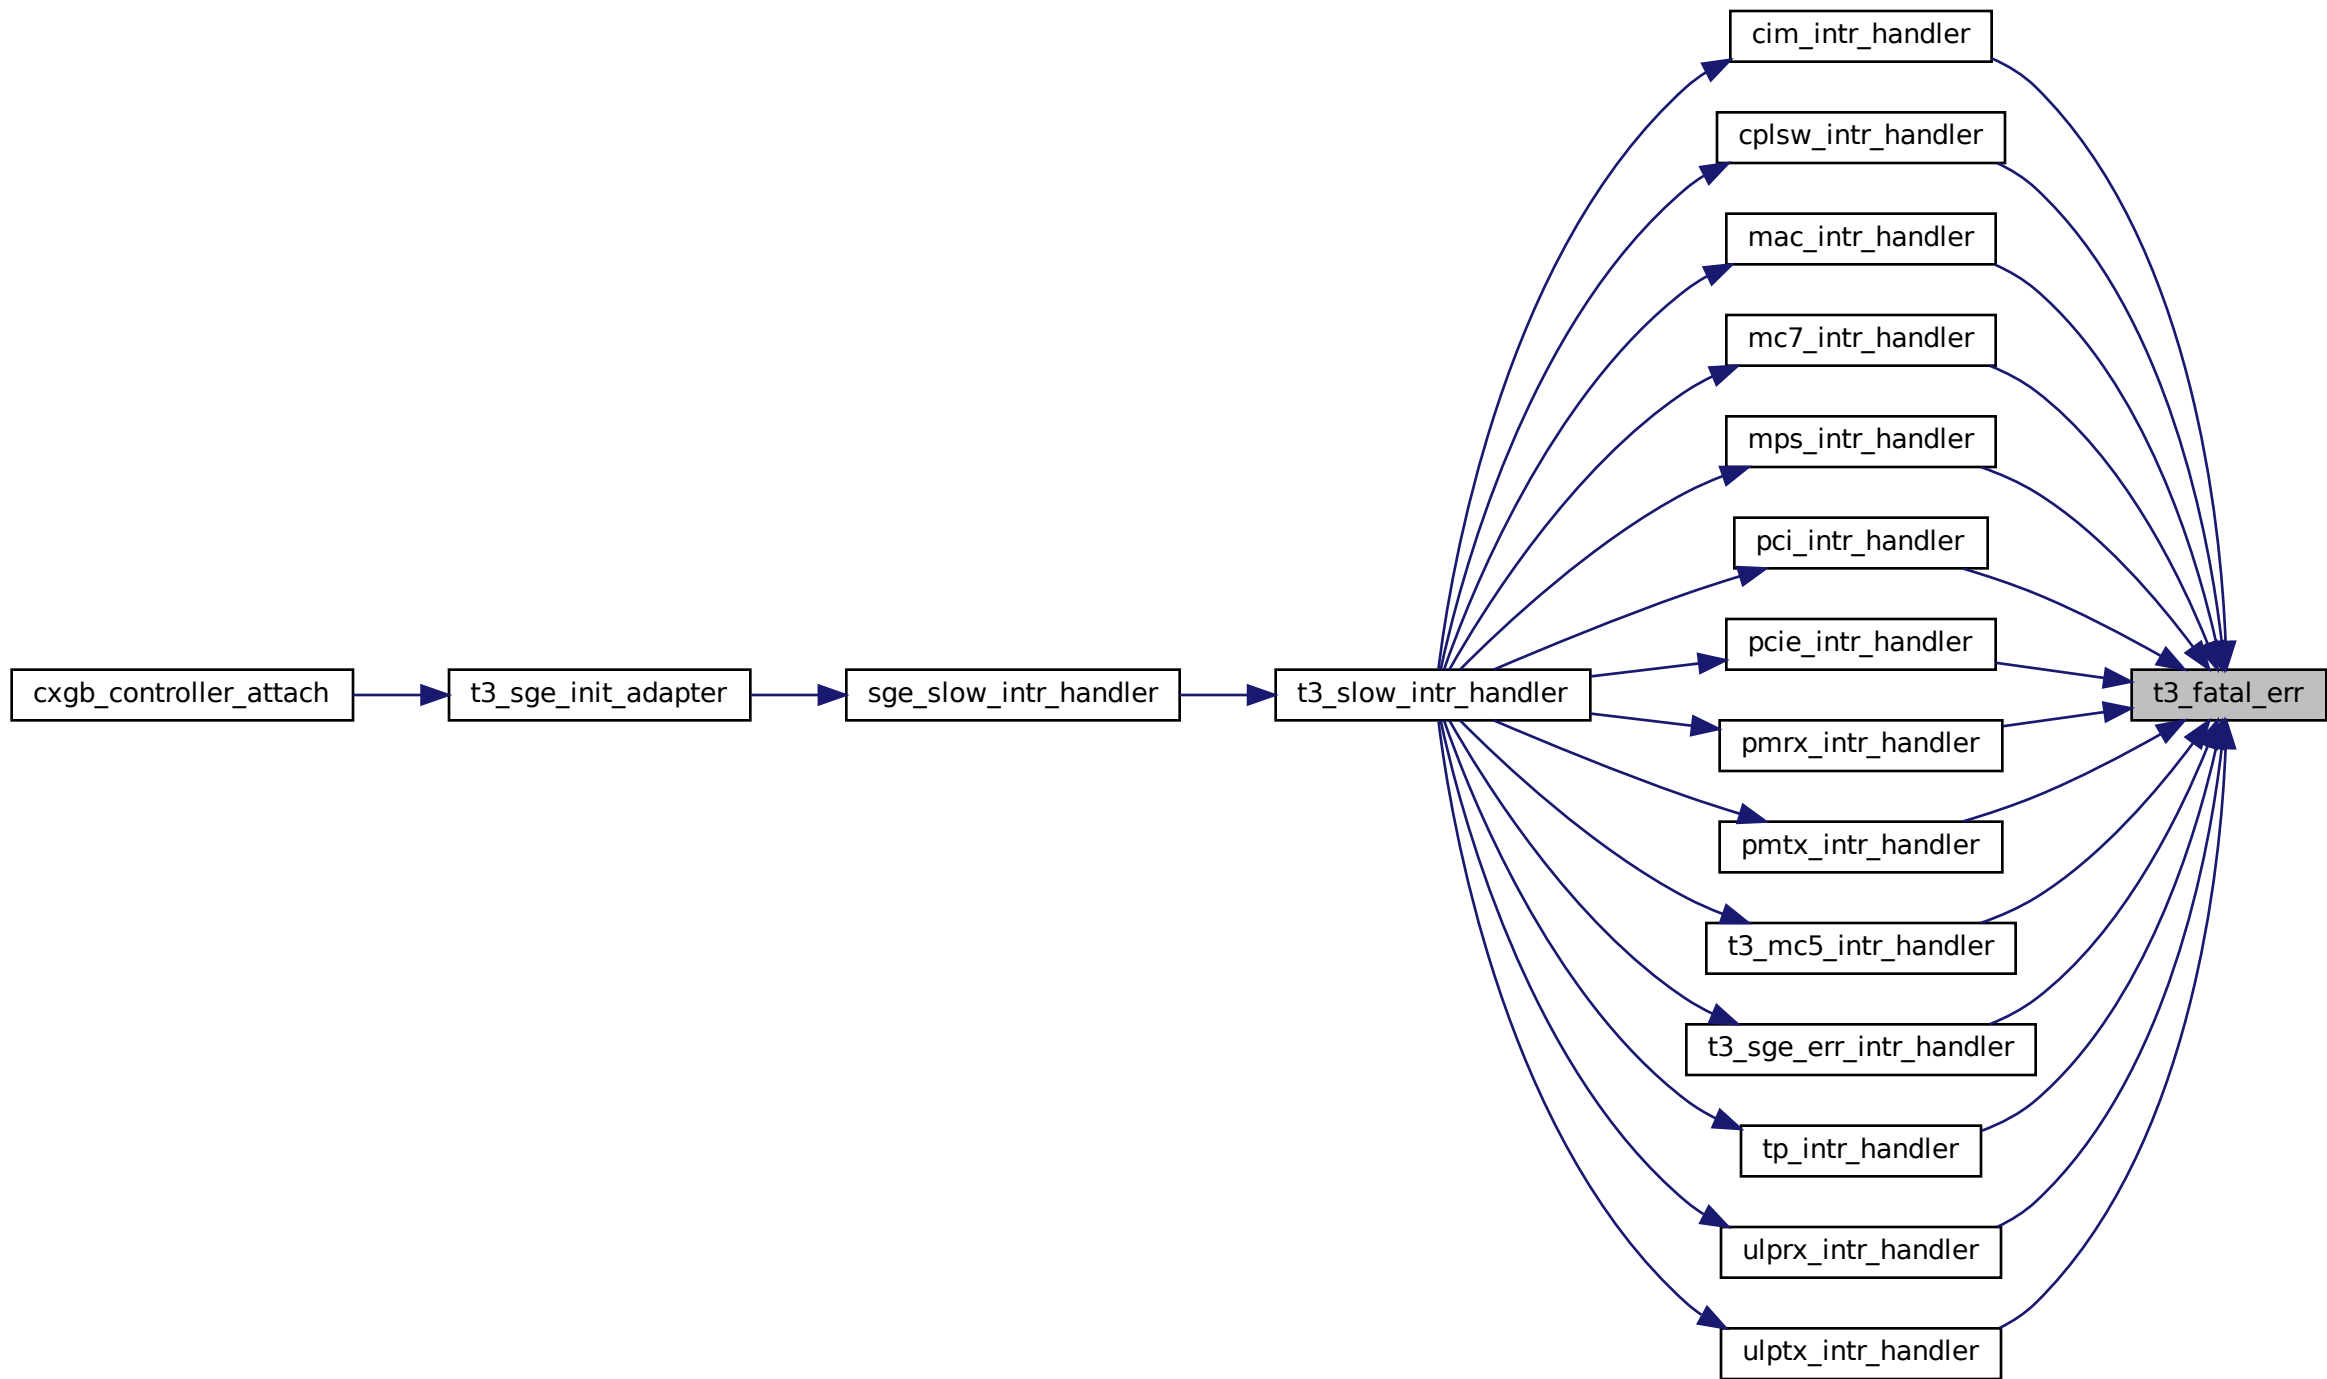 cim_intr_handler
cplsw_intr_handler
mac_intr_handler
mc7_intr_handler
mps_intr_handler
pci_intr_handler
pcie_intr_handler
cxgb_controller_attach
t3_sge_init_adapter
sge_slow_intr_handler
t3_slow_intr_handler
t3_fatal_err
pmrx_intr_handler
pmtx_intr_handler
t3_mc5_intr_handler
t3_sge_err_intr_handler
tp_intr_handler
ulprx_intr_handler
ulptx_intr_handler